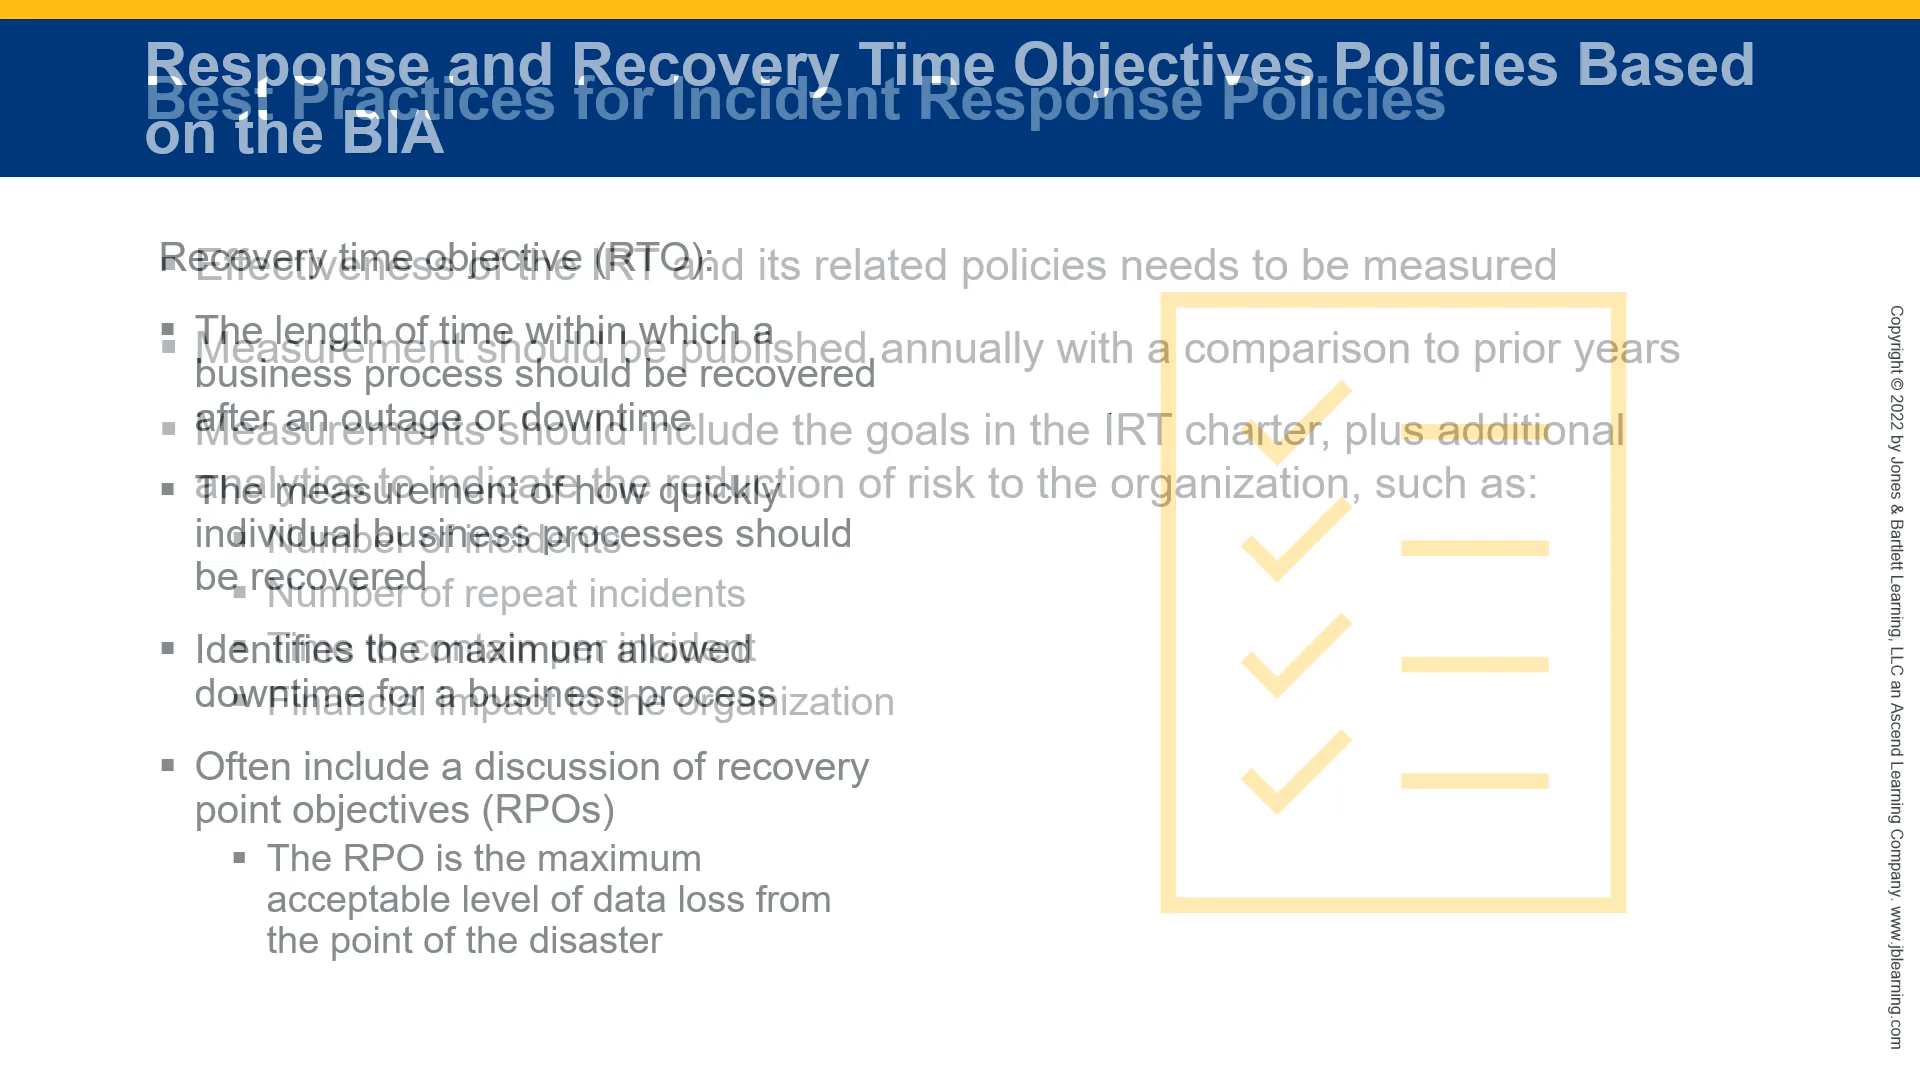 Response and Recovery Time Objectives Policies Based
on the BIA
Best Practices for Incident Response Policies
Recovery time objective (RTO):
▪ The length of time within which a
business process should be recovered
after an outage or downtime
▪ The measurement of how quickly
individual business processes should
be recovered
▪ Identifies the maximum allowed
downtime for a business process
▪ Often include a discussion of recovery
point objectives (RPOs)
▪ The RPO is the maximum
acceptable level of data loss from
the point of the disaster
▪ Effectiveness of the IRT and its related policies needs to be measured
▪ Measurement should be published annually with a comparison to prior years
▪ Measurements should include the goals in the IRT charter, plus additional
analytics to indicate the reduction of risk to the organization, such as:
▪ Number of incidents
▪ Number of repeat incidents
▪ Time to contain per incident
▪ Financial impact to the organization
Copyright © 2022 by Jones & Bartlett Learning, LLC an Ascend Learning Company. www.jblearning.com